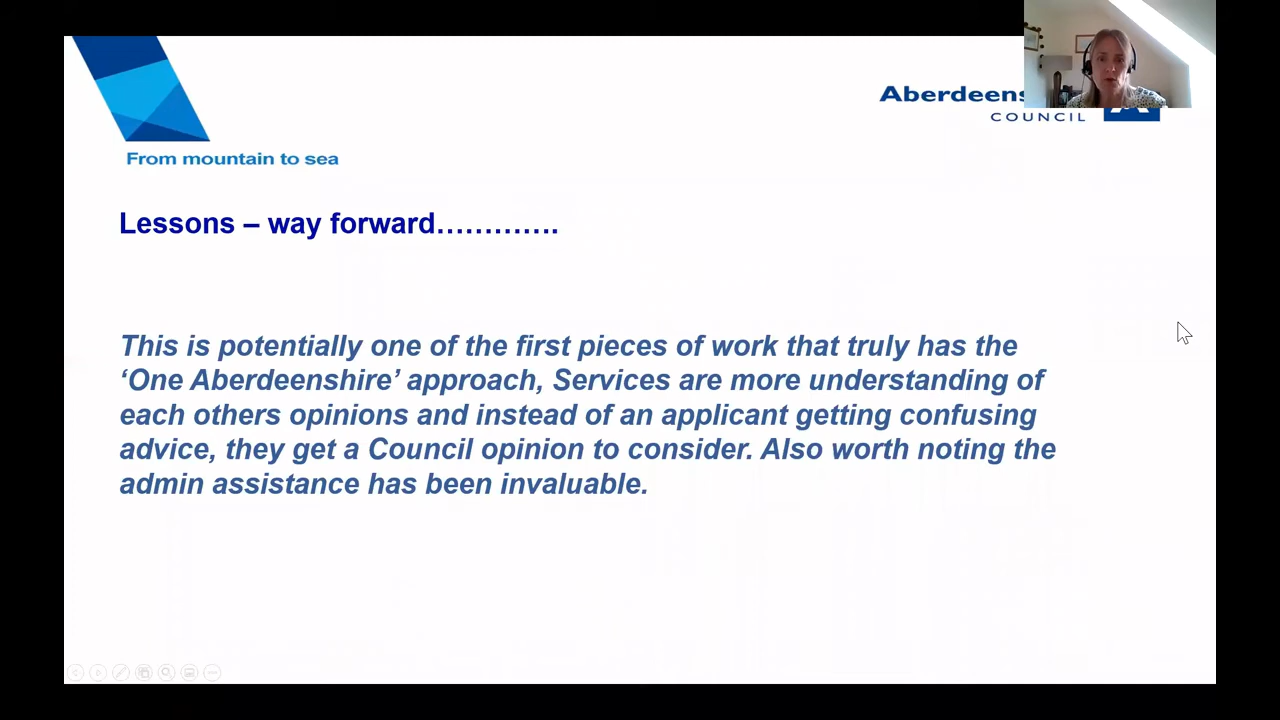 Aberdeens
COUNCIL
From mountain to sea
Lessons – way forward………….
This is potentially one of the first pieces of work that truly has the
‘One Aberdeenshire’ approach, Services are more understanding of
each others opinions and instead of an applicant getting confusing
advice, they get a Council opinion to consider. Also worth noting the
admin assistance has been invaluable.